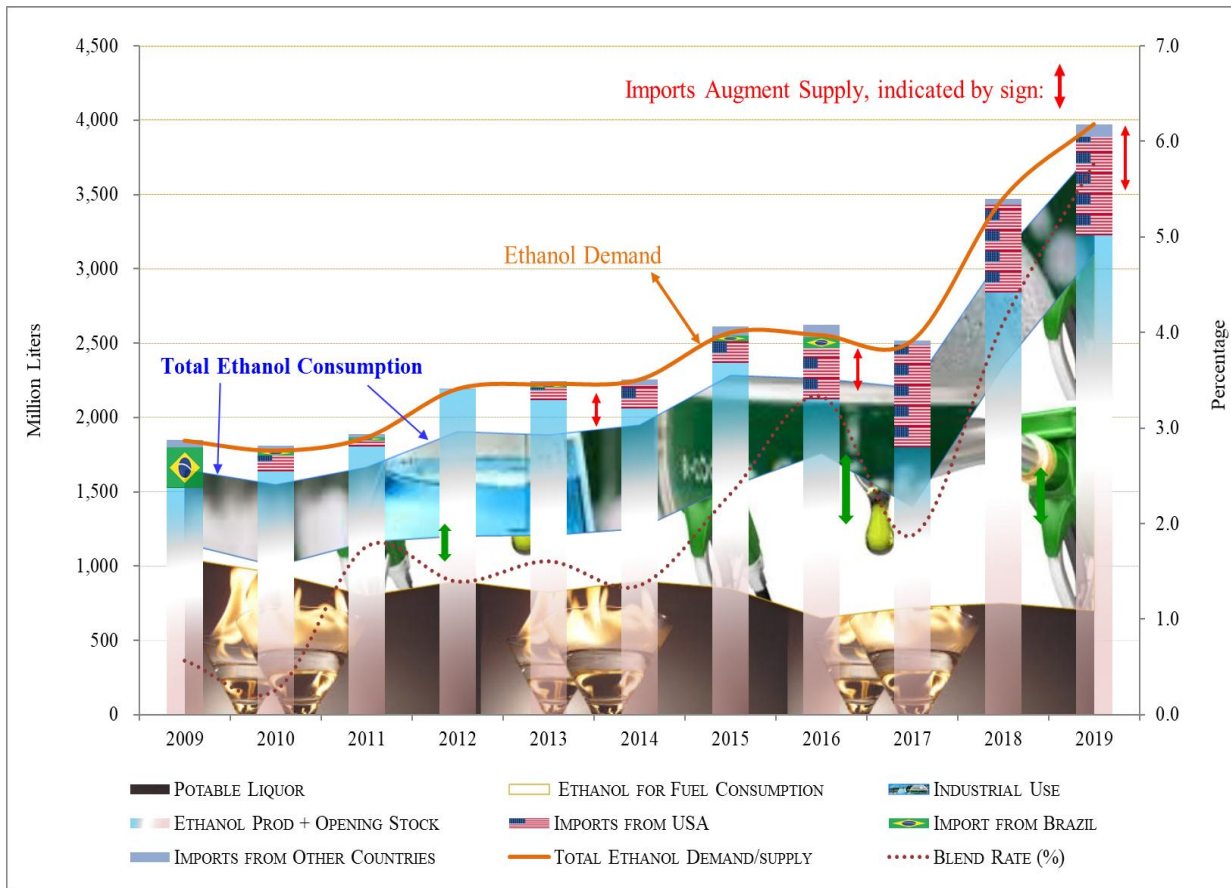 4,500
4,000
3,500
3,000
2,500
2,000
1,500
1,000
500
0
Million Liters
7.0
6.0
5.0
4.0
3.0
2.0
1.0
0.0
Percentage
Imports Augment Supply, indicated by sign:
Ethanol Demand
Total Ethanol Consumption
2009 2010 2011 2012 2013 2014 2015 2016 2017 2018 2019
POTABLE LIQUOR ETHANOL FOR FUEL CONSUMPTION INDUSTRIAL USE
ETHANOL PROD + OPENING STOCK IMPORTS FROM USA IMPORT FROM BRAZIL
IMPORTS FROM OTHER COUNTRIES TOTAL ETHANOL DEMAND/SUPPLY BLEND RATE (%)